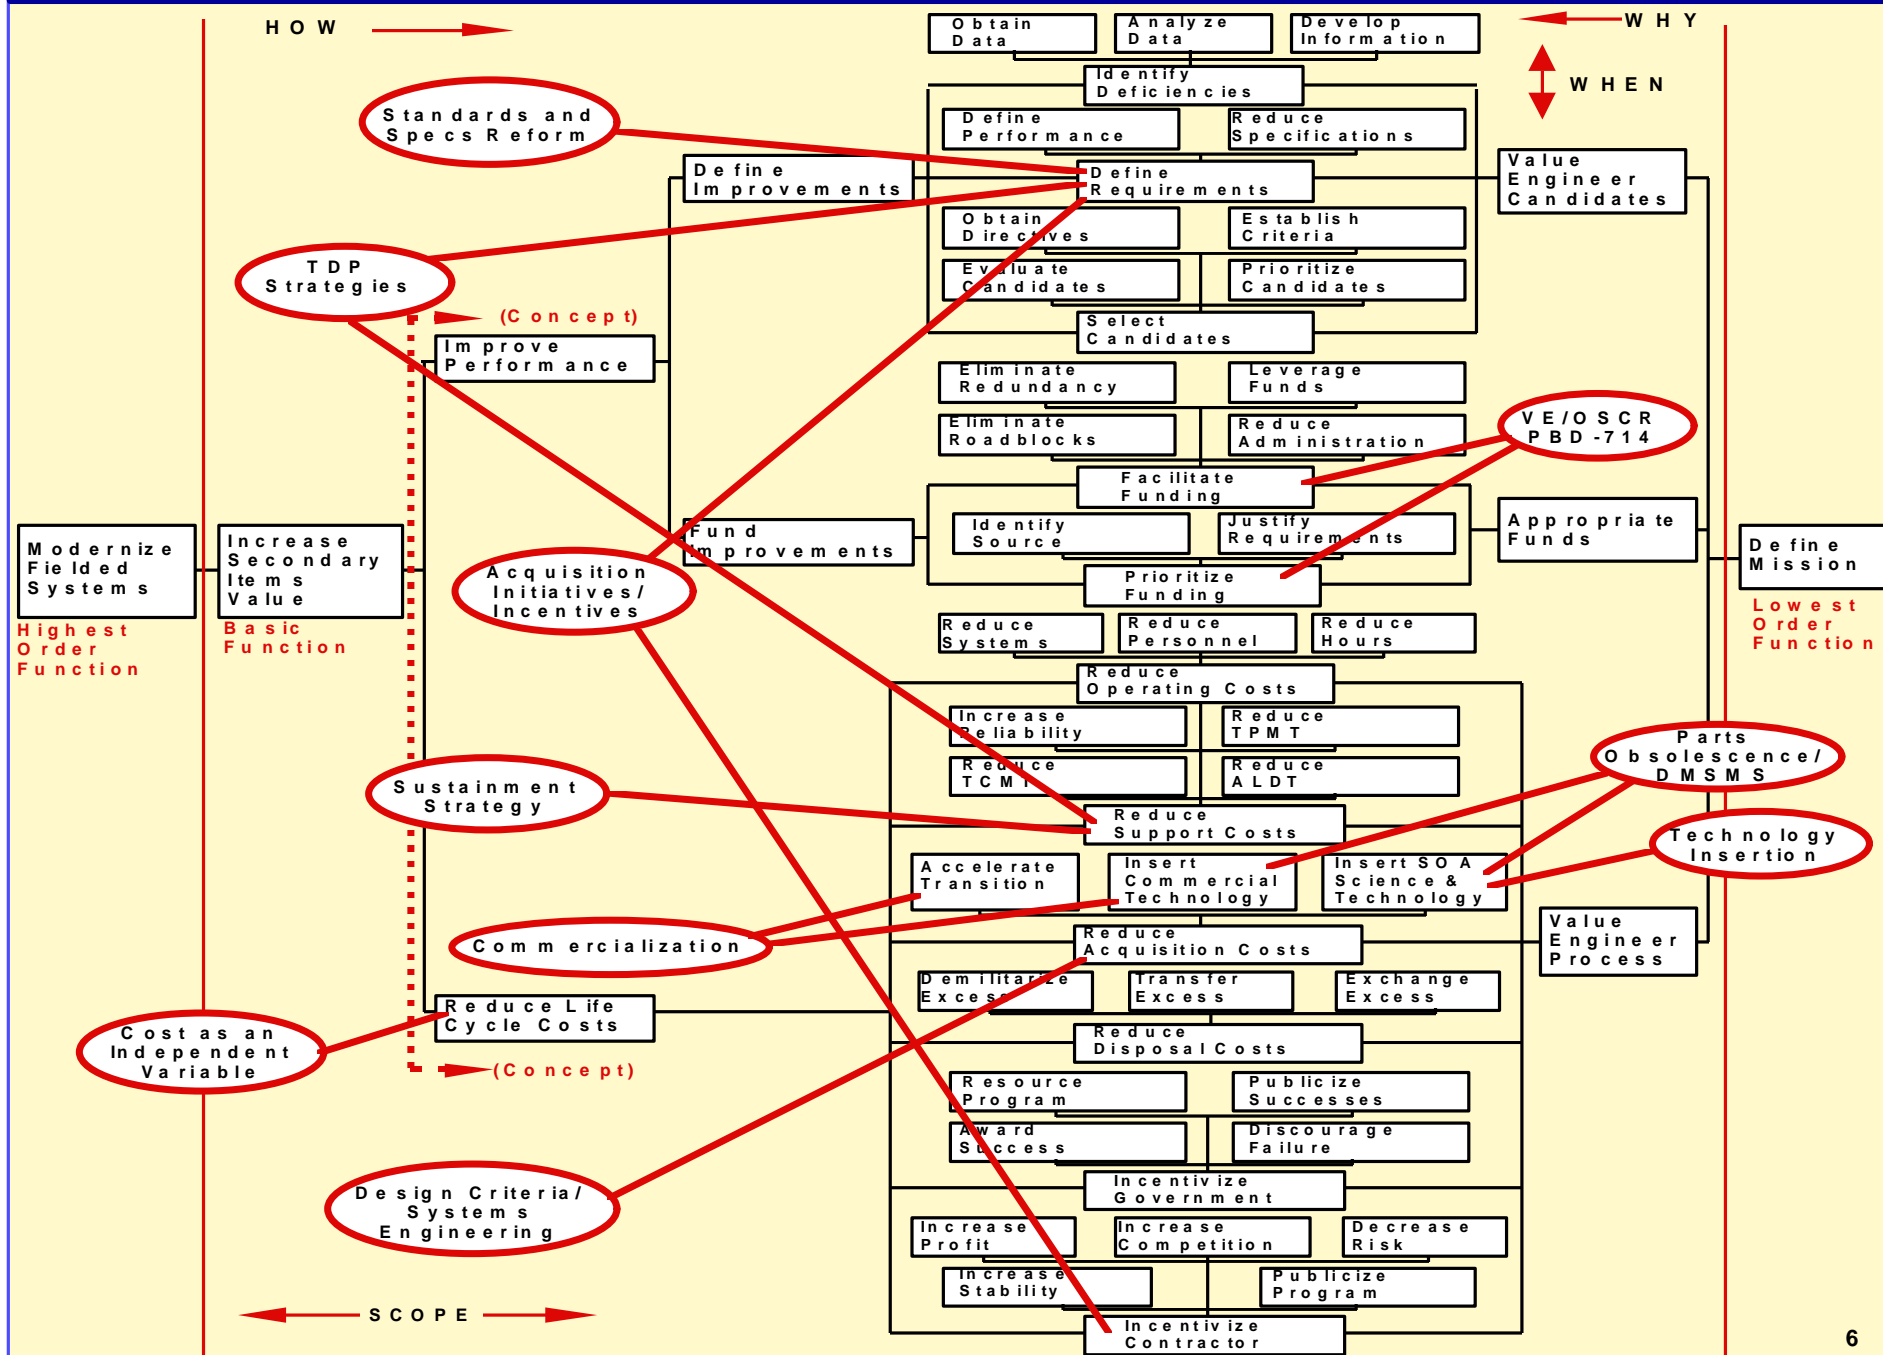 HOW
WHY
WHEN
Obtain
Data
Analyze
Data
Develop
Information
Identify
Deficiencies
Standards and
Specs Reform
Define
Performance
Reduce
Specifications
Define
Improvements
Define
Requirements
Value
Engineer
Candidates
Obtain
Directives
Establish
Criteria
TDP
Strategies
Evaluate
Candidates
Prioritize
Candidates
(Concept)
Select
Candidates
Improve
Performance
Eliminate
Redundancy
Leverage
Funds
Eliminate
Roadblocks
Reduce
Administration
VE/OSCR
PBD-714
Facilitate
Funding
Fund
Improvements
Identify
Source
Justify
Requirements
Appropriate
Funds
Modernize
Fielded
Systems
Highest
Order
Function
Increase
Secondary
Items
Value
Basic
Function
Define
Mission
Lowest
Order
Function
Acquisition
Initiatives/
Incentives
Prioritize
Funding
Reduce
Systems
Reduce
Personnel
Reduce
Hours
Reduce
Operating Costs
Increase
Reliability
Reduce
TPMT
Reduce
TCMT
Reduce
ALDT
Parts
Obsolescence/
DMSMS
Sustainment
Strategy
Reduce
Support Costs
Technology
Insertion
Accelerate
Transition
Insert
Commercial
Technology
Insert SOA
Science &
Technology
Commercialization
Reduce
Acquisition Costs
Value
Engineer
Process
Demilitarize
Excess
Transfer
Excess
Exchange
Excess
Reduce Life
Cycle Costs
Cost as an
Independent
Variable
Reduce
Disposal Costs
(Concept)
Resource
Program
Publicize
Successes
Award
Success
Discourage
Failure
Design Criteria/
Systems
Engineering
Incentivize
Government
Increase
Profit
Increase
Competition
Decrease
Risk
Increase
Stability
Publicize
Program
SCOPE
Incentivize
Contractor
6